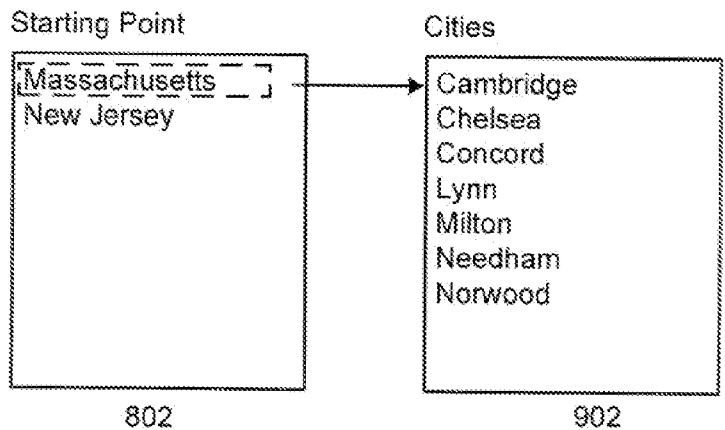 Starting Point
Massachusetts
New Jersey
802
Cities
Cambridge
Chelsea
Concord
Lynn
Milton
Needham
Norwood
902